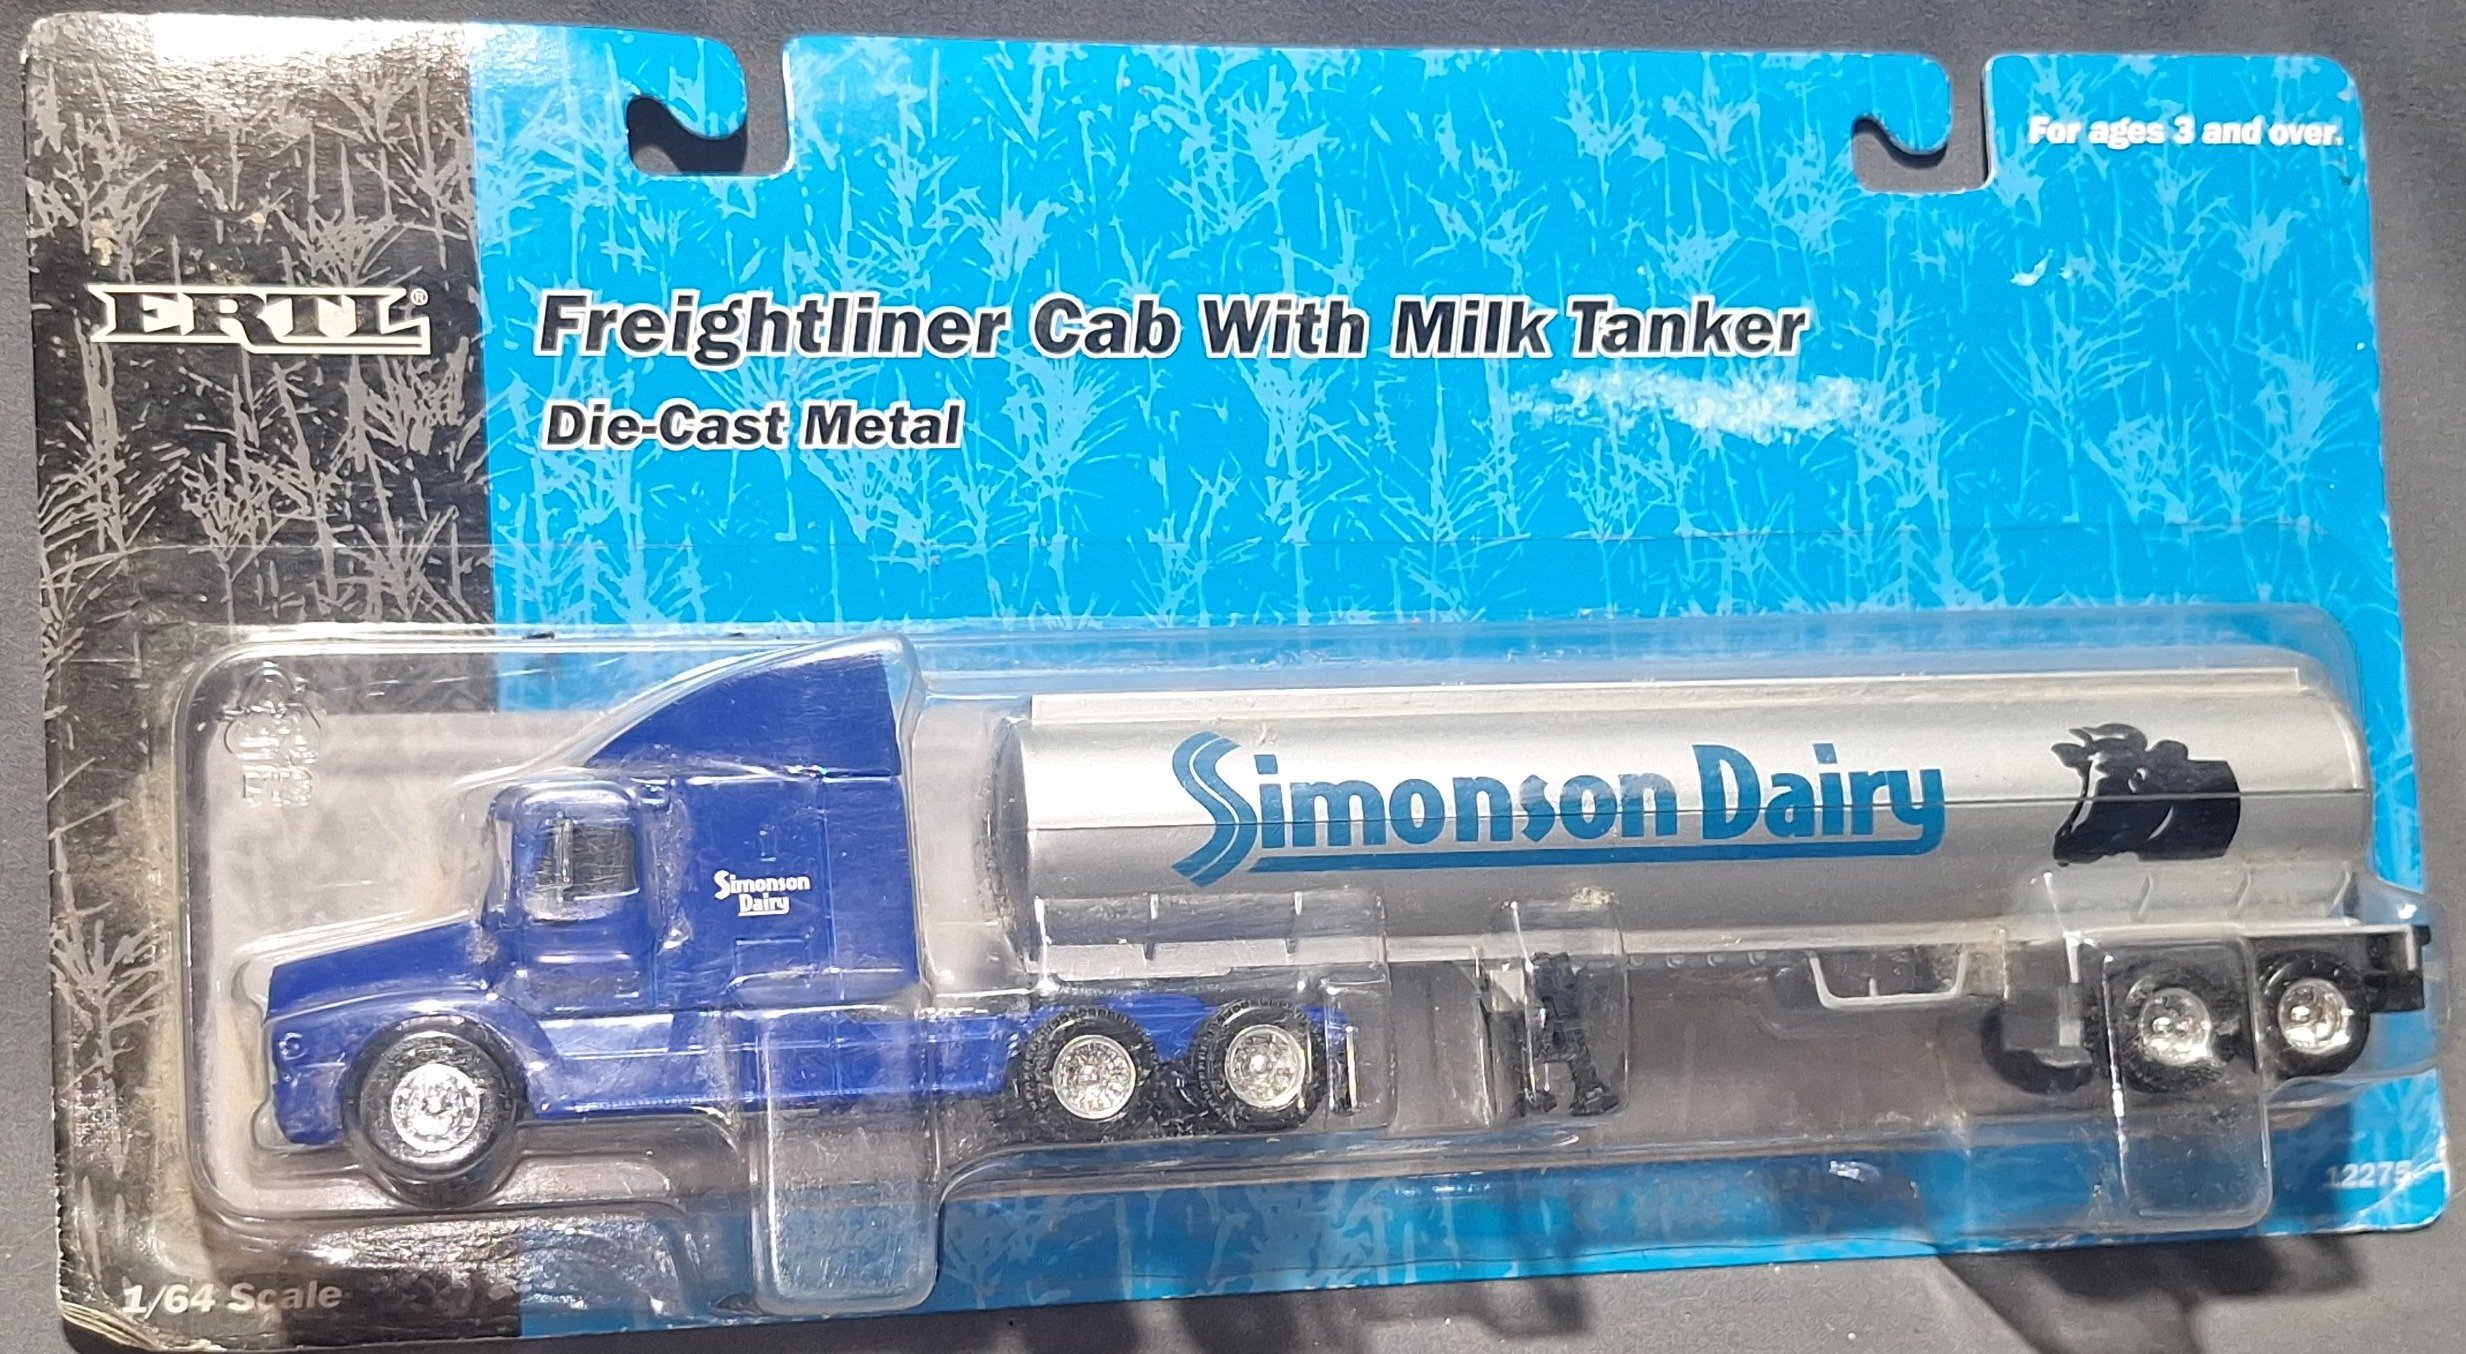 For ages 3 and over.
ERTL®
Freightliner Cab With Milk Tanker
Die-Cast Metal
Simonson Dairy
Simonson
Dairy
12275
1/64 Scale